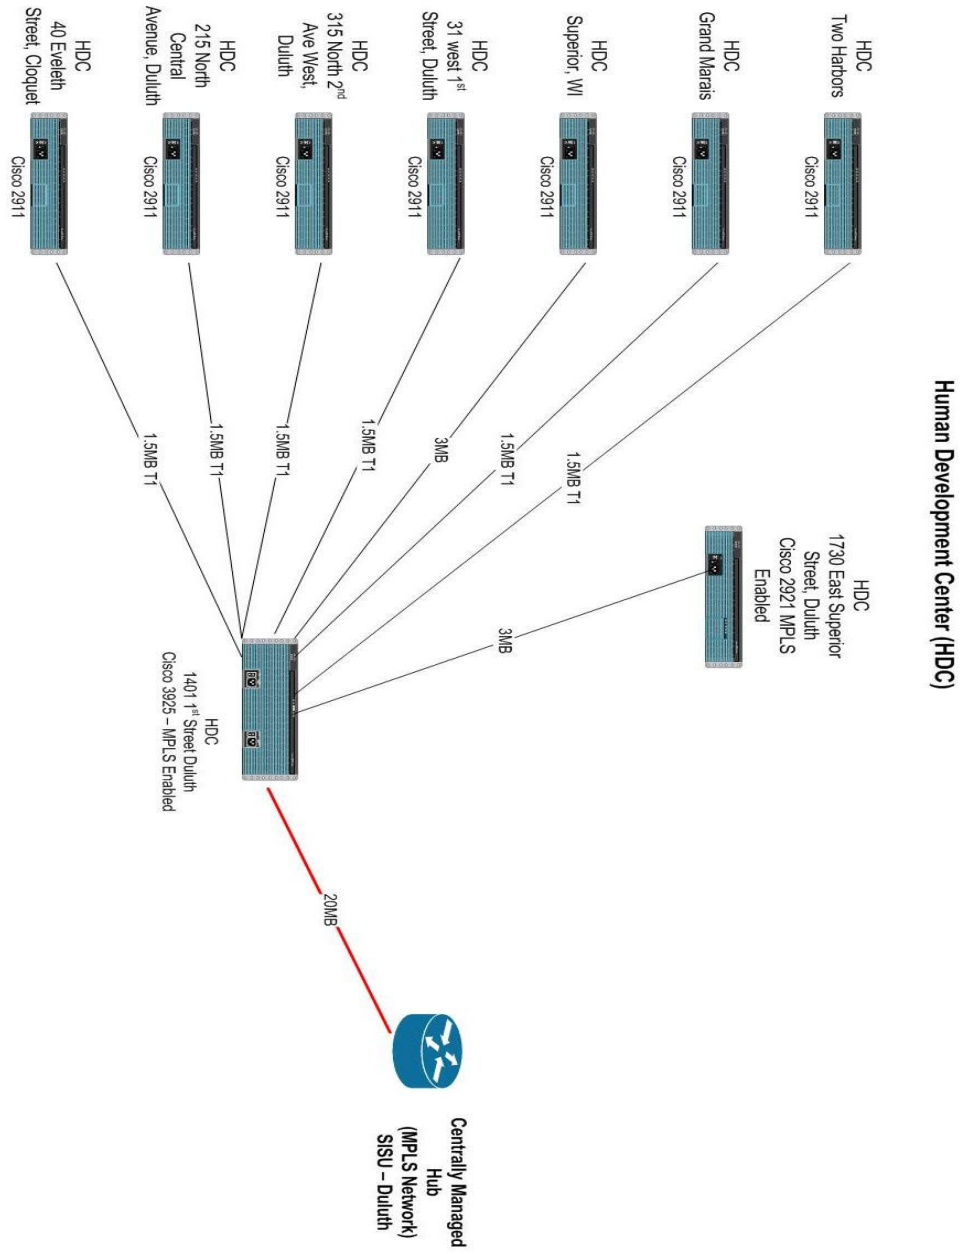 Human Development Center (HDC)
HDC
Two Harbors
Cisco 2911
HDC
Grand Marais
Cisco 2911
HDC
Superior, WI
Cisco 2911
HDC
31 west 1st
Street, Duluth
Cisco 2911
HDC
315 North 2nd
Ave West,
Duluth
Cisco 2911
HDC
215 North
Central
Avenue, Duluth
Cisco 2911
HDC
40 Eveleth
Street, Cloquet
Cisco 2911
1.5MB T1
1.5MB T1
3MB
1.5MB T1
1.5MB T1
1.5MB T1
1.5MB T1
HDC
1730 East Superior
Street, Duluth
Cisco 2921 MPLS
Enabled
3MB
HDC
1401 1st Street Duluth
Cisco 3925 – MPLS Enabled
20MB
Centrally Managed
Hub
(MPLS Network)
SISU – Duluth